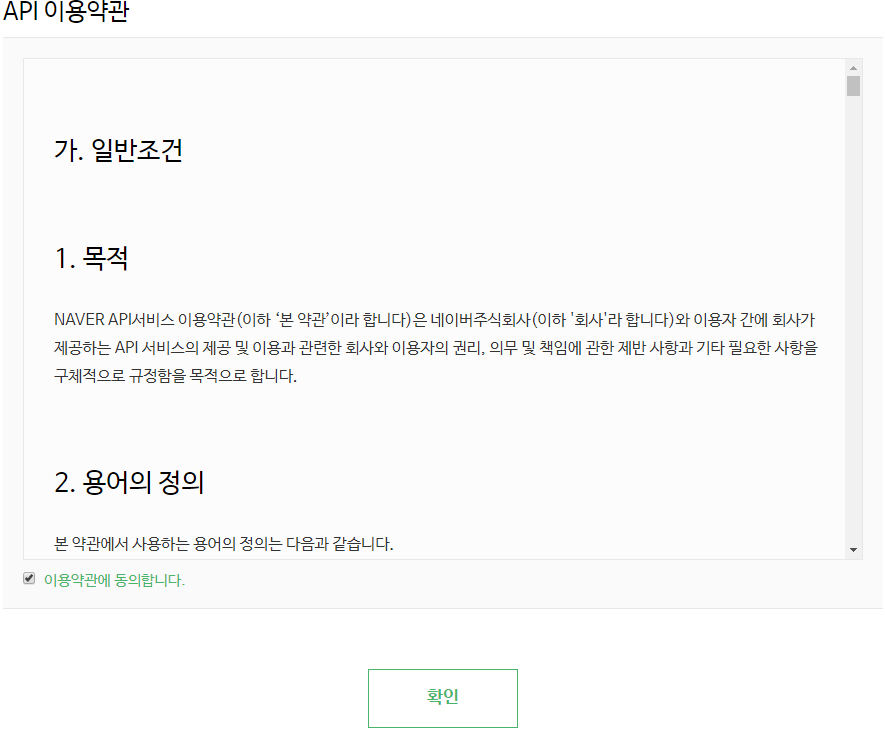 API 이용약관
가. 일반조건
1. 목적
NAVER API서비스 이용약관(이하 ‘본 약관’이라 합니다)은 네이버주식회사(이하 '회사'라 합니다)와 이용자 간에 회사가
제공하는 API 서비스의 제공 및 이용과 관련한 회사와 이용자의 권리, 의무 및 책임에 관한 제반 사항과 기타 필요한 사항을
구체적으로 규정함을 목적으로 합니다.
2. 용어의 정의
본 약관에서 사용하는 용어의 정의는 다음과 같습니다.
이용약관에 동의합니다.
확인